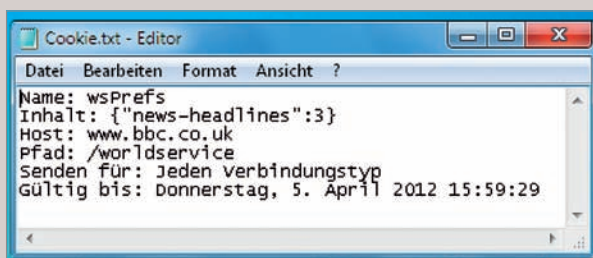 Cookie.txt - Editor
Datei Bearbeiten Format Ansicht ?
Name: wsPrefs
Inhalt: {"news-headlines":3}
Host: www.bbc.co.uk
Pfad: /worldservice
Senden für: Jeden Verbindungstyp
Gültig bis: Donnerstag, 5. April 2012 15:59:29